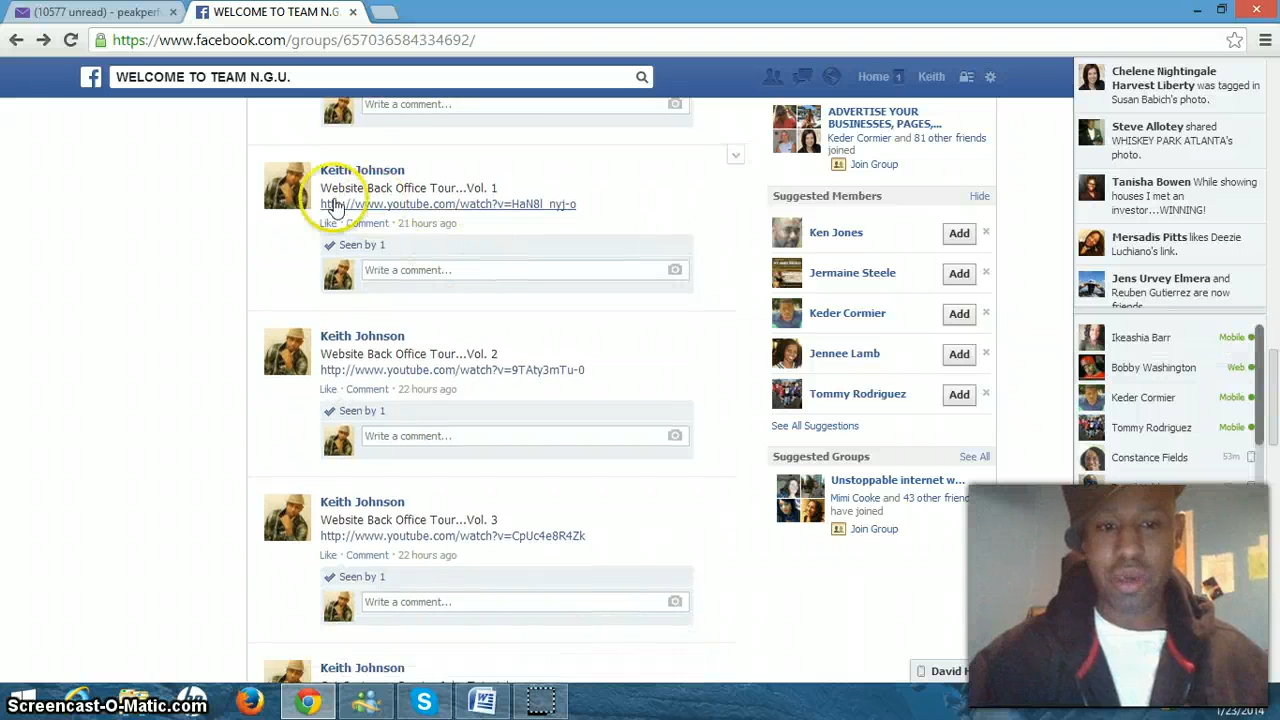 (10577 unread) - peakperf
WELCOME TO TEAM N.G.
https://www.facebook.com/groups/657036584334692/
WELCOME TO TEAM N.G.U.
Home 1
Keith
Write a comment...
Keith Johnson
Website Back Office Tour...Vol. 1
http://www.youtube.com/watch?v=HaN8l_nyj-o
Like · Comment · 21 hours ago
Seen by 1
Write a comment...
Keith Johnson
Website Back Office Tour...Vol. 2
http://www.youtube.com/watch?v=9TAty3mTu-0
Like · Comment · 22 hours ago
Seen by 1
Write a comment...
Keith Johnson
Website Back Office Tour...Vol. 3
http://www.youtube.com/watch?v=CpUc4e8R4Zk
Like · Comment · 22 hours ago
Seen by 1
Write a comment...
Keith Johnson
ADVERTISE YOUR
BUSINESSES, PAGES,...
Keder Cormier and 81 other friends
joined
Join Group
Suggested Members Hide
Ken Jones Add
Jermaine Steele Add
Keder Cormier Add
Jennee Lamb Add
Tommy Rodriguez Add
See All Suggestions
Suggested Groups See All
Unstoppable internet w...
Mimi Cooke and 43 other friend
have joined
Join Group
Chelene Nightingale
Harvest Liberty was tagged in
Susan Babich's photo.
Steve Allotey shared
WHISKEY PARK ATLANTA's
photo.
Tanisha Bowen While showing
houses I met an
investor...WINNING!
Mersadis Pitts likes Deezie
Luchiano's link.
Jens Urvey Elmera and
Reuben Gutierrez are now
friends.
Ikeashia Barr Mobile
Bobby Washington Web
Keder Cormier Mobile
Tommy Rodriguez Mobile
Constance Fields 53m
David H
Screencast-O-Matic.com
1/23/2014